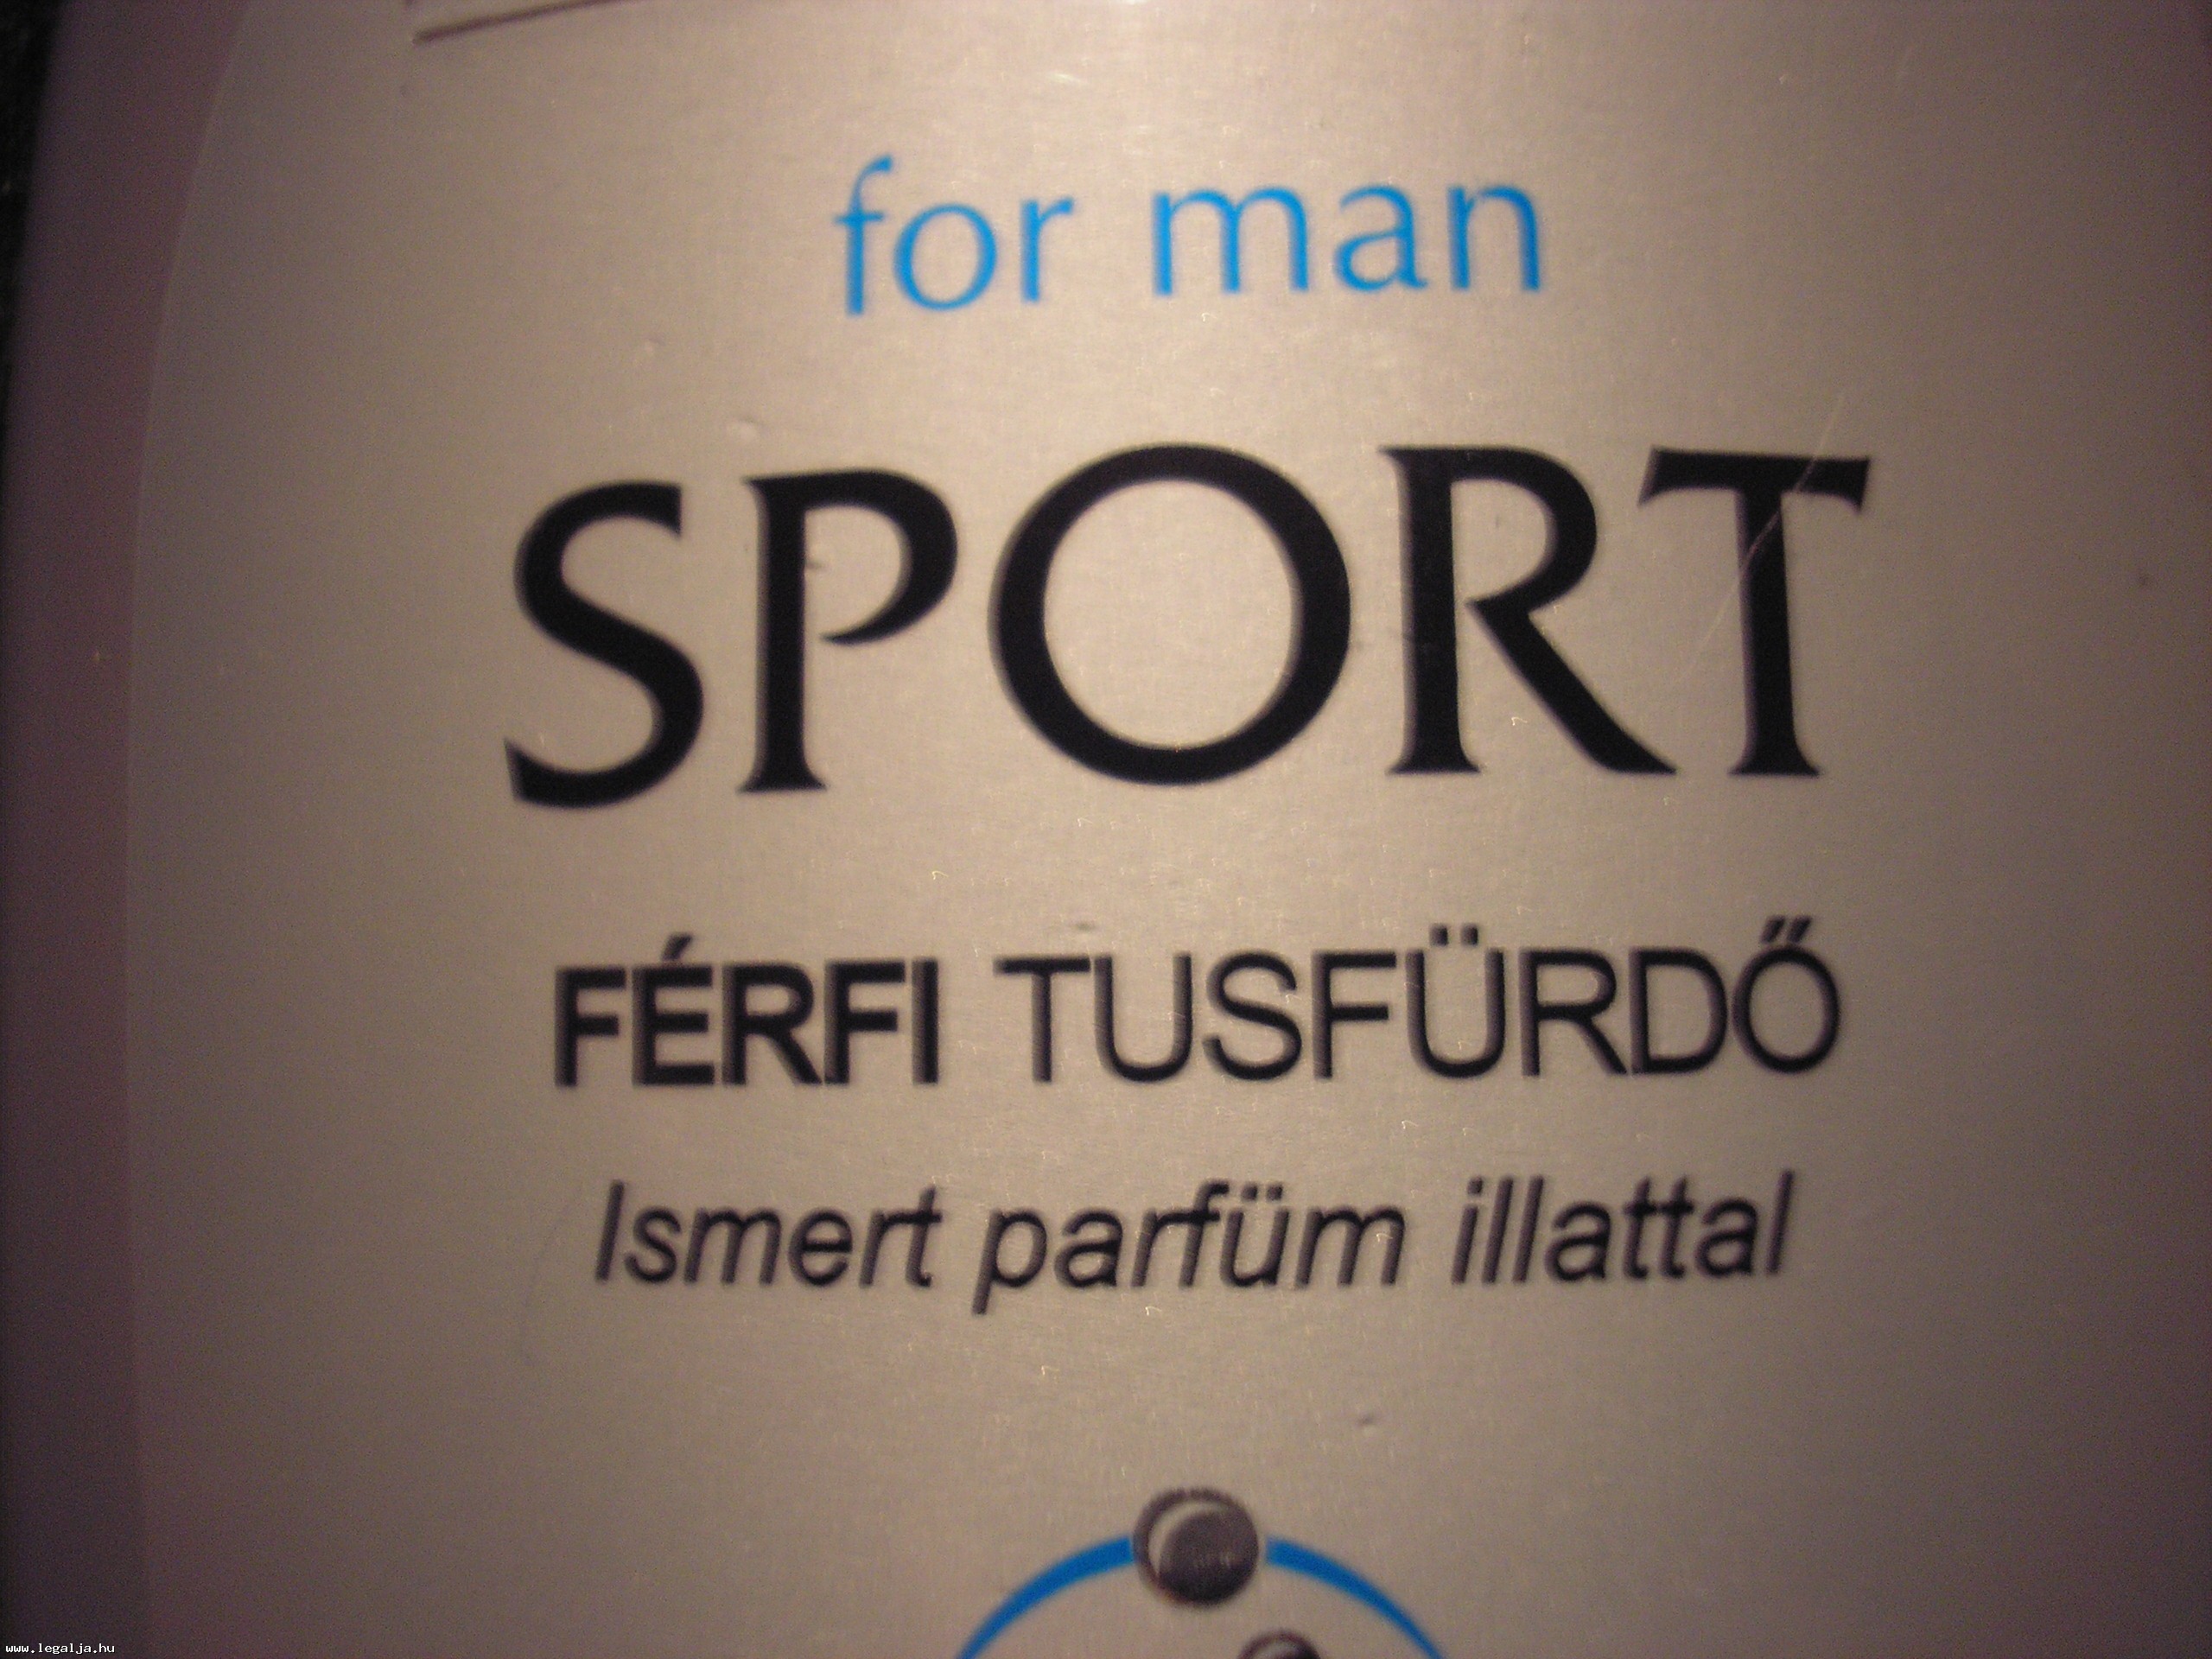 for man
SPORT
FÉRFI TUSFÜRDŐ
Ismert parfüm illattal
www.legalja.hu